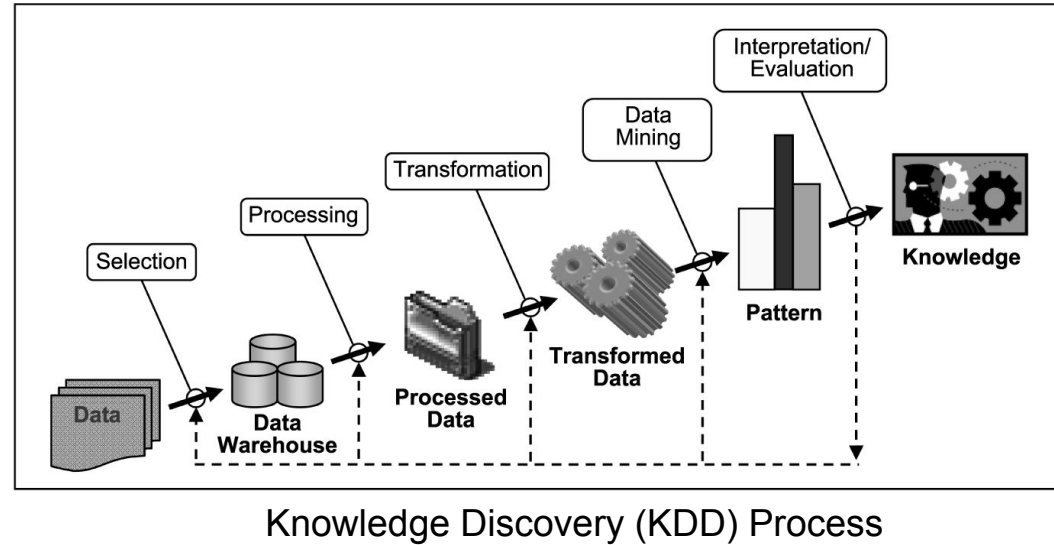 Interpretation/
Evaluation
Data
Mining
Transformation
Processing
Selection
Knowledge
Pattern
Transformed
Data
Processed
Data
Data
Warehouse
Data
Knowledge Discovery (KDD) Process